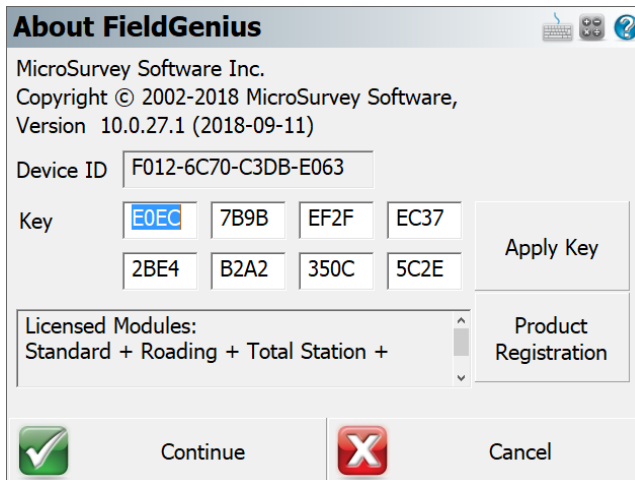 About FieldGenius
MicroSurvey Software Inc.
Copyright © 2002-2018 MicroSurvey Software,
Version 10.0.27.1 (2018-09-11)
Device ID F012-6C70-C3DB-E063
Key E0EC 7B9B EF2F EC37
Apply Key
2BE4 B2A2 350C 5C2E
Licensed Modules:
Standard + Roading + Total Station +
Product
Registration
Continue
Cancel